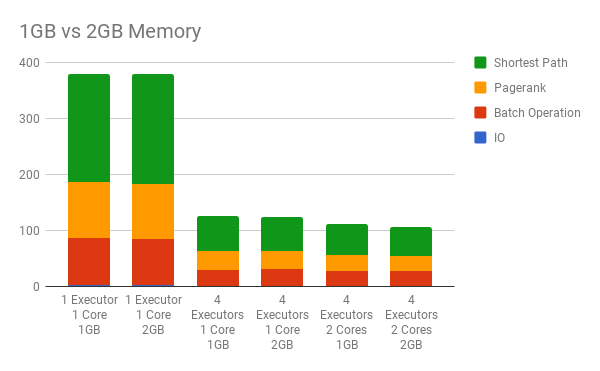 1GB vs 2GB Memory
400
300
200
100
0
Shortest Path
Pagerank
Batch Operation
IO
1 Executor
1 Core
1GB
1 Executor
1 Core
2GB
4
Executors
1 Core
1GB
4
Executors
1 Core
2GB
4
Executors
2 Cores
1GB
4
Executors
2 Cores
2GB